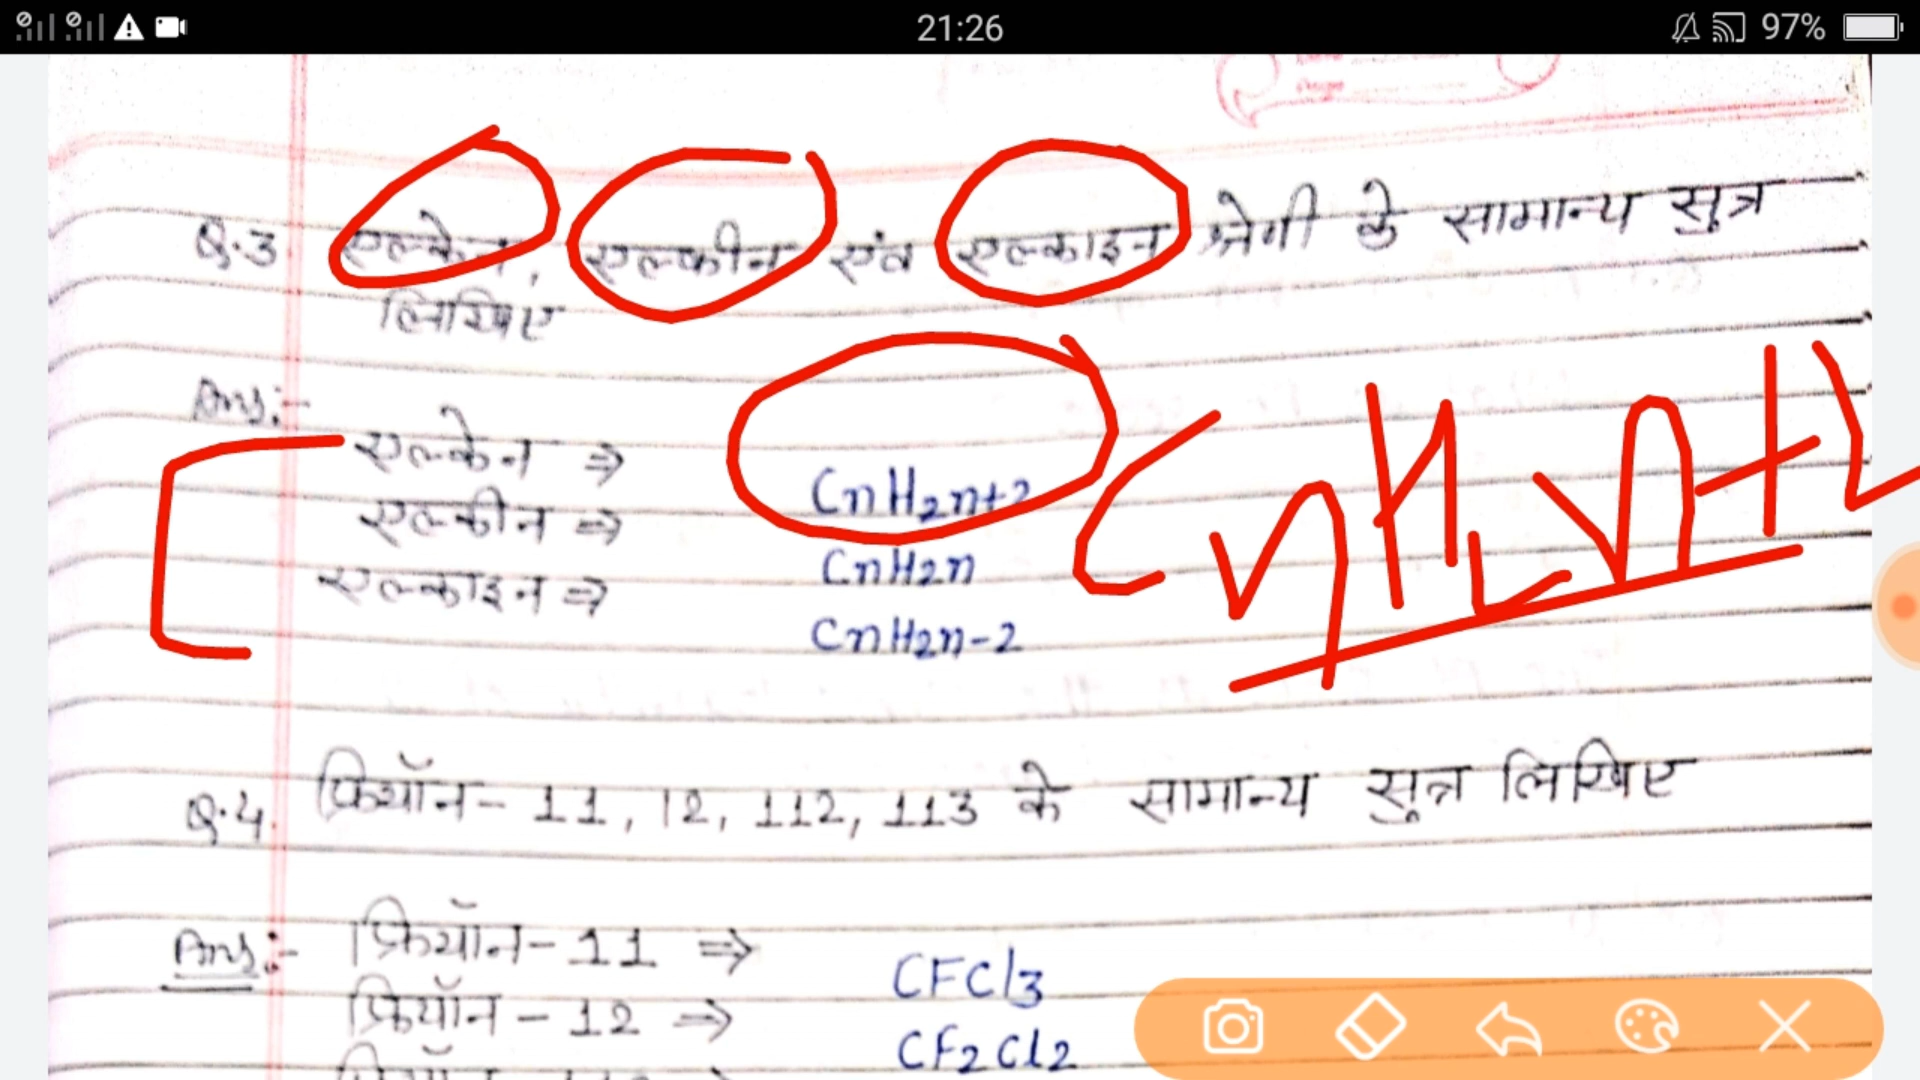 21:26
97%
Q.3 एल्केन, एल्कीन एंव एल्काइन श्रेणी के सामान्य सुत्र
लिखिए
Ans:-
एल्केन ⇒ CnH2n+2
CnH2n+2
एल्कीन ⇒ CnH2n
एल्काइन ⇒ CnH2n-2
Q.4 फ्रियॉन- 11, 12, 112, 113 के सामान्य सुत्र लिखिए
Ans:- फ्रियॉन-11 ⇒ CFCl3
फ्रियॉन - 12 ⇒ CF2Cl2